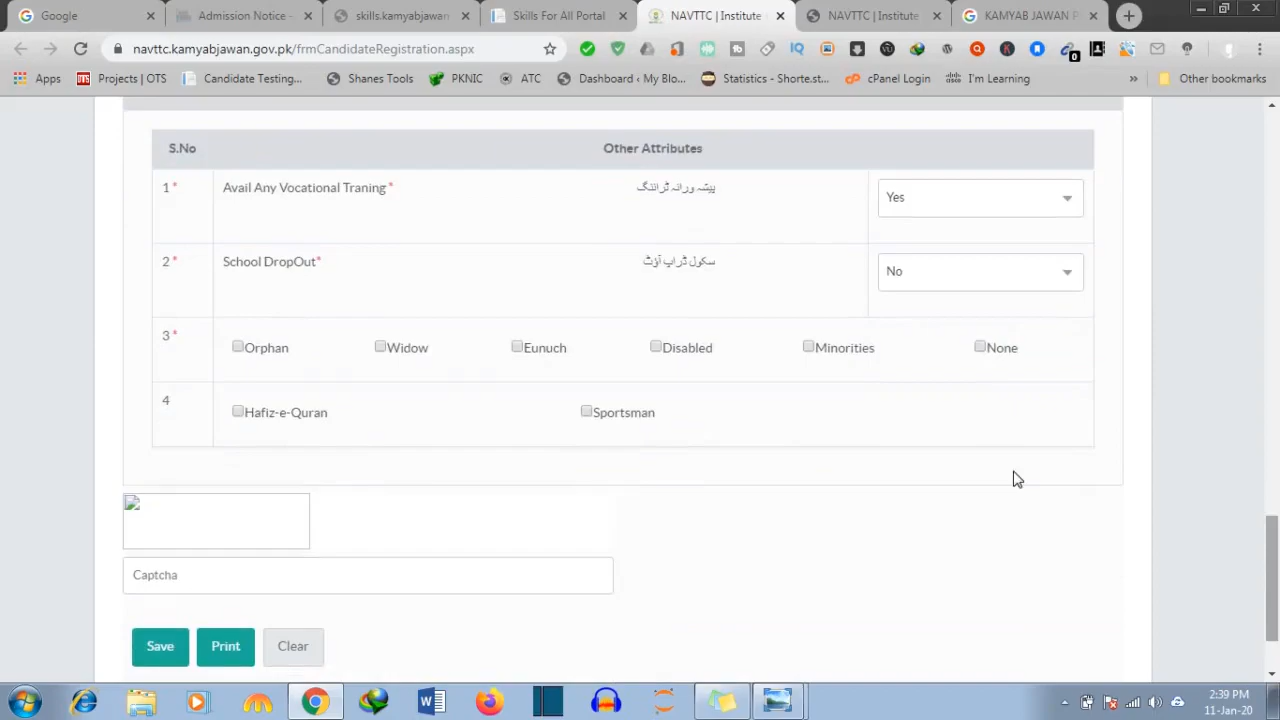 Google
Admission Notice -
skills.kamyabjawan
Skills For All Portal
NAVTTC | Institute
NAVTTC | Institute
KAMYAB JAWAN P
navttc.kamyabjawan.gov.pk/frmCandidateRegistration.aspx
Apps
Projects | OTS
Candidate Testing...
Shanes Tools
PKNIC
ATC
Dashboard ‹ My Blo...
Statistics - Shorte.st...
cPanel Login
I'm Learning
»
Other bookmarks
S.No Other Attributes
1 * Avail Any Vocational Traning * پیشہ ورانہ ٹراننگ Yes
2 * School DropOut* سکول ڈراپ آؤٹ No
3 * Orphan Widow Eunuch Disabled Minorities None
4 Hafiz-e-Quran Sportsman
Captcha
Save Print Clear
2:39 PM
11-Jan-20